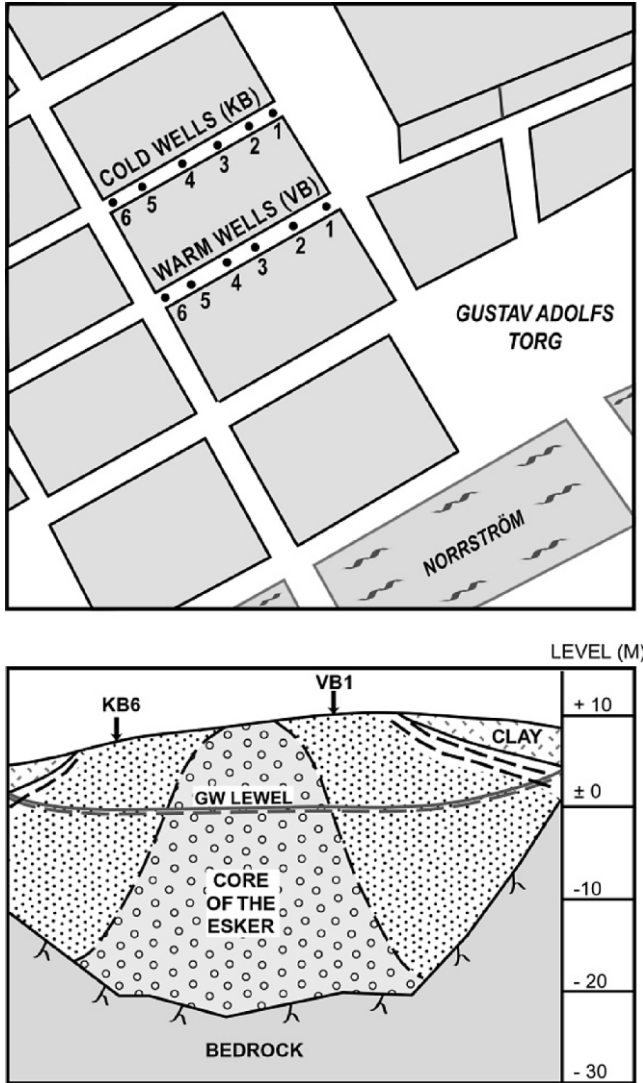 COLD WELLS (KB)
1
2
3
4
5
6
WARM WELLS (VB)
1
2
3
4
5
6
GUSTAV ADOLFS
TORG
NORRSTRÖM
LEVEL (M)
KB6
VB1
+ 10
CLAY
GW LEWEL
± 0
CORE
OF THE
ESKER
- 10
- 20
BEDROCK
- 30